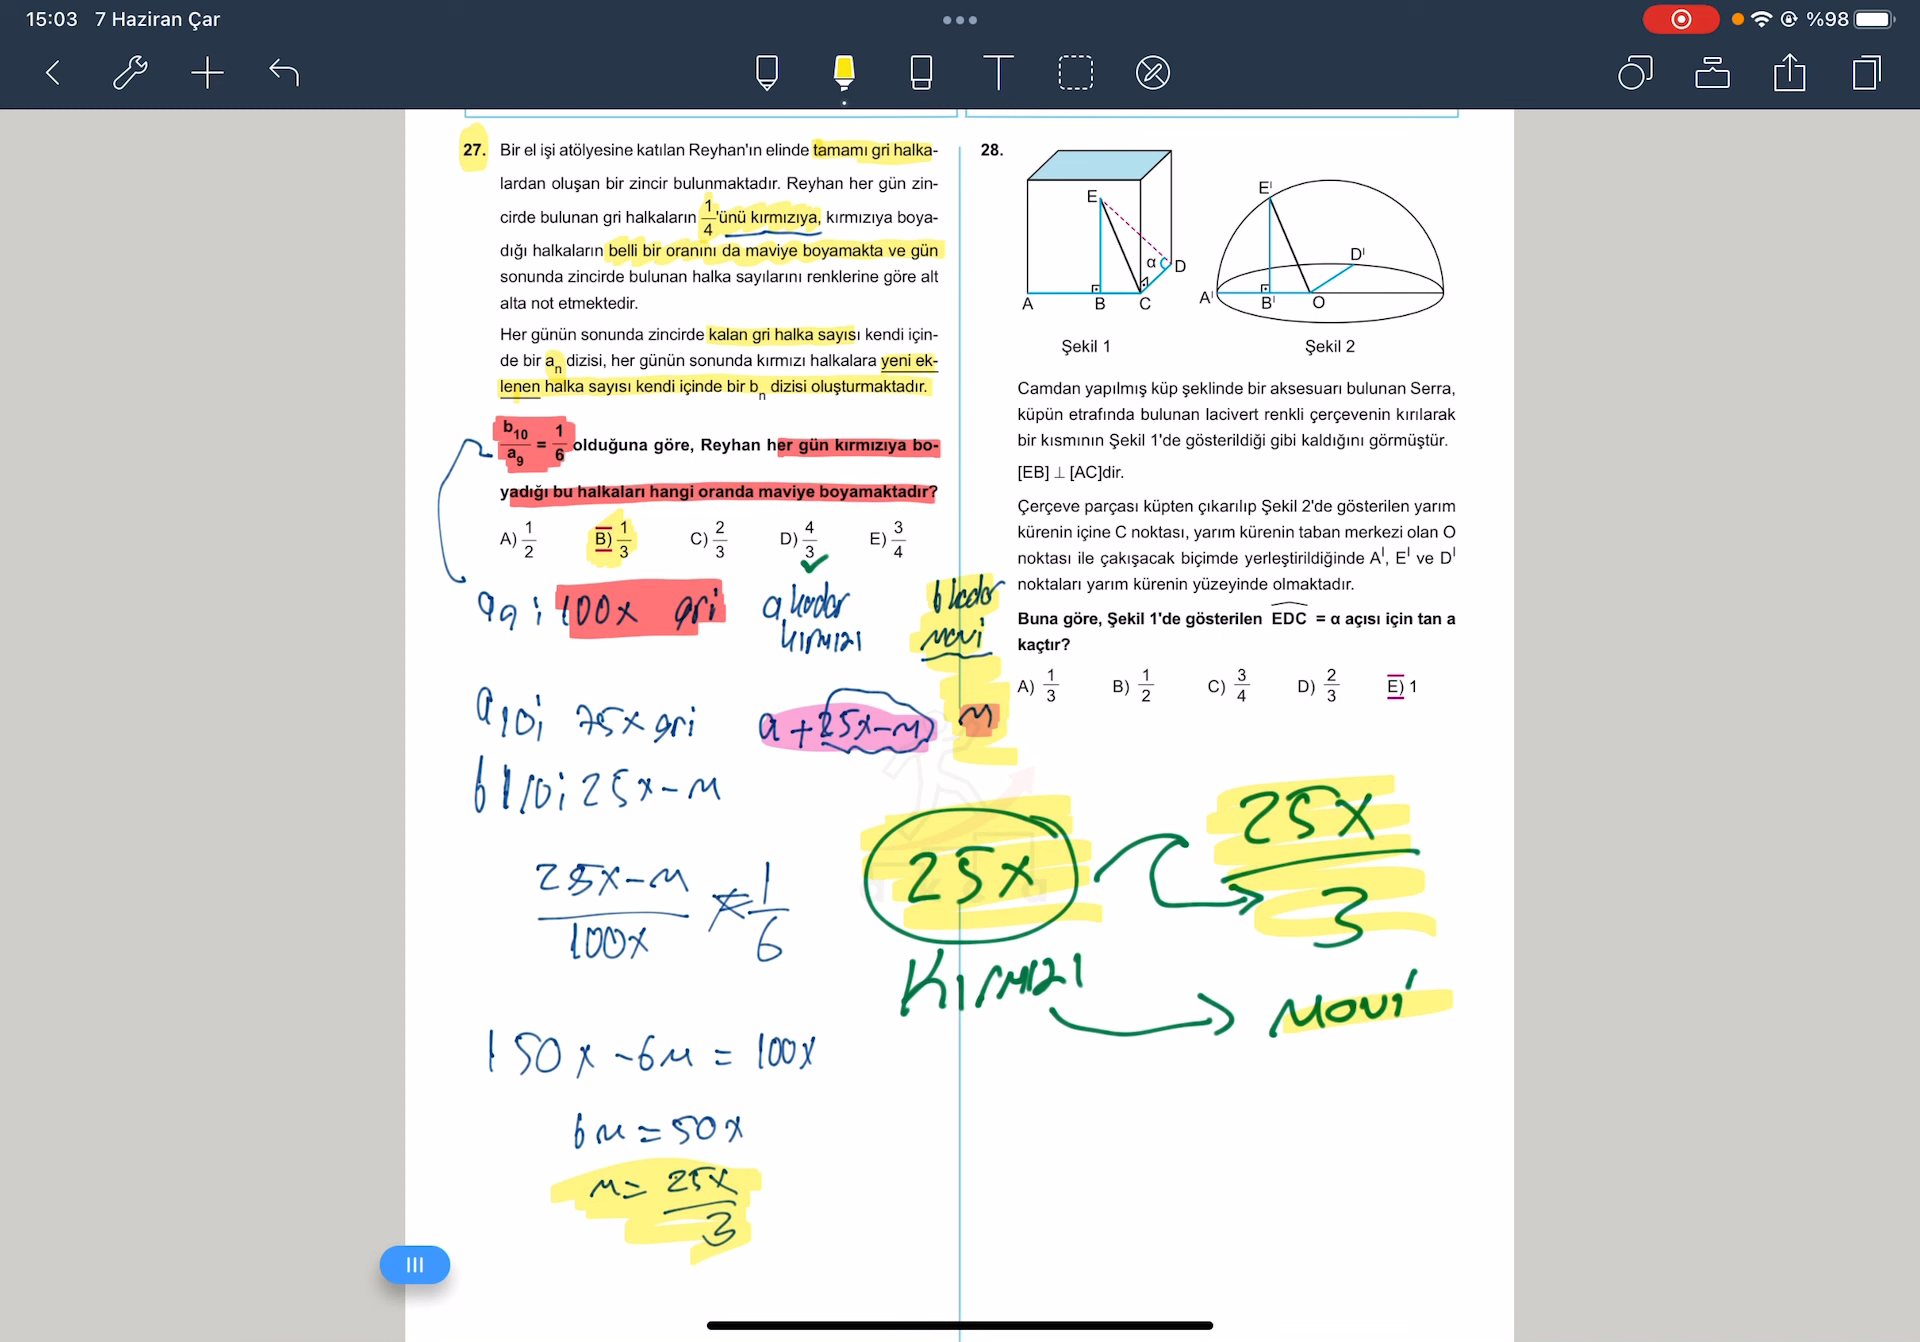 15:03 7 Haziran Çar
%98
27. Bir el işi atölyesine katılan Reyhan'ın elinde tamamı gri halka-
lardan oluşan bir zincir bulunmaktadır. Reyhan her gün zin-
cirde bulunan gri halkaların 1/4'ünü kırmızıya, kırmızıya boya-
dığı halkaların belli bir oranını da maviye boyamakta ve gün
sonunda zincirde bulunan halka sayılarını renklerine göre alt
alta not etmektedir.
Her günün sonunda zincirde kalan gri halka sayısı kendi için-
de bir an dizisi, her günün sonunda kırmızı halkalara yeni ek-
lenen halka sayısı kendi içinde bir bn dizisi oluşturmaktadır.
b10/a9 = 1/6 olduğuna göre, Reyhan her gün kırmızıya bo-
yadığı bu halkaları hangi oranda maviye boyamaktadır?
A) 1/2 B) 1/3 C) 2/3 D) 4/3 E) 3/4
a9; 100x gri a kadar kırmızı b kadar mavi
a10; 75x gri a+25x-m m
b110; 25x-m
25x-m/100x = 1/6
150x-6m = 100x
6m = 50x
m = 25x/3
28.
E
α
D
A B C
Şekil 1
E'
D'
A' B' O
Şekil 2
Camdan yapılmış küp şeklinde bir aksesuarı bulunan Serra,
küpün etrafında bulunan lacivert renkli çerçevenin kırılarak
bir kısmının Şekil 1'de gösterildiği gibi kaldığını görmüştür.
[EB] ⊥ [AC]dir.
Çerçeve parçası küpten çıkarılıp Şekil 2'de gösterilen yarım
kürenin içine C noktası, yarım kürenin taban merkezi olan O
noktası ile çakışacak biçimde yerleştirildiğinde A', E' ve D'
noktaları yarım kürenin yüzeyinde olmaktadır.
Buna göre, Şekil 1'de gösterilen EDC = α açısı için tan a
kaçtır?
A) 1/3 B) 1/2 C) 3/4 D) 2/3 E) 1
25x 25x/3
Kırmızı mavi